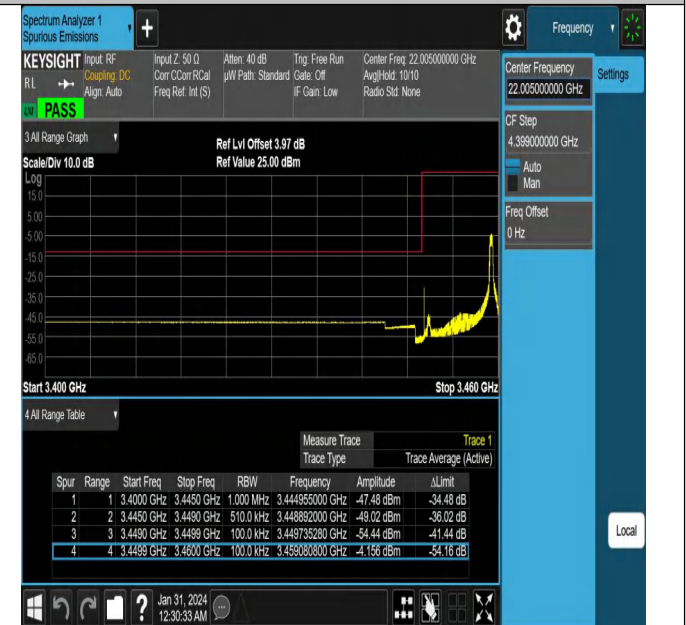 Spectrum Analyzer 1
Spurious Emissions
+
Frequency
KEYSIGHT
RL
Input: RF
Coupling: DC
Align: Auto
Input Z: 50 Ω
Corr CCorr RCal
Freq Ref: Int (S)
Atten: 40 dB
µW Path: Standard
Trig: Free Run
Gate: Off
IF Gain: Low
Center Freq: 22.005000000 GHz
Avg|Hold: 10/10
Radio Std: None
PASS
Center Frequency
22.005000000 GHz
Settings
CF Step
4.399000000 GHz
Auto
Man
Freq Offset
0 Hz
3 All Range Graph
Scale/Div 10.0 dB
Ref Lvl Offset 3.97 dB
Ref Value 25.00 dBm
Log
15.0
5.00
-5.00
-15.0
-25.0
-35.0
-45.0
-55.0
-65.0
Start 3.400 GHz Stop 3.460 GHz
4 All Range Table
Measure Trace Trace 1
Trace Type Trace Average (Active)
Spur Range Start Freq Stop Freq RBW Frequency Amplitude ΔLimit
1 1 3.4000 GHz 3.4450 GHz 1.000 MHz 3.444955000 GHz -47.48 dBm -34.48 dB
2 2 3.4450 GHz 3.4490 GHz 510.0 kHz 3.448892000 GHz -49.02 dBm -36.02 dB
3 3 3.4490 GHz 3.4499 GHz 100.0 kHz 3.449735280 GHz -54.44 dBm -41.44 dB
4 4 3.4499 GHz 3.4600 GHz 100.0 kHz 3.459080800 GHz -4.156 dBm -54.16 dB
Local
?
Jan 31, 2024
12:30:33 AM